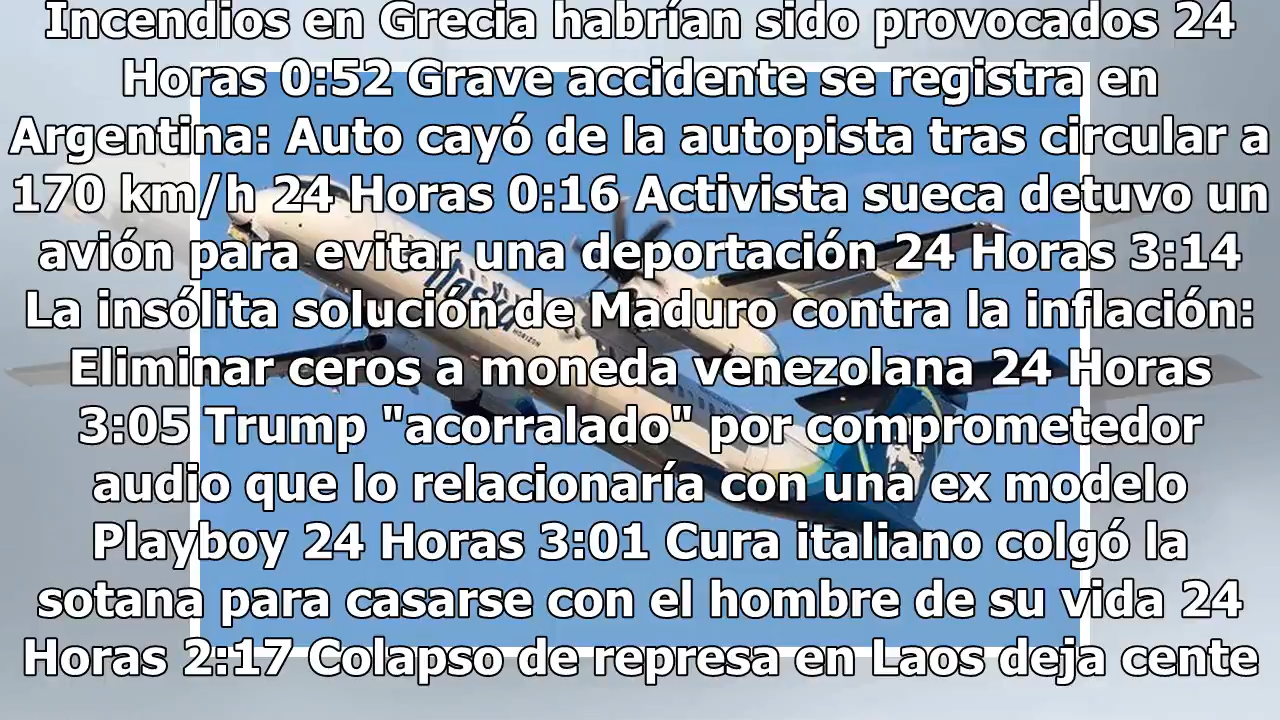 Incendios en Grecia habrían sido provocados 24
Horas 0:52 Grave accidente se registra en
Argentina: Auto cayó de la autopista tras circular a
170 km/h 24 Horas 0:16 Activista sueca detuvo un
avión para evitar una deportación 24 Horas 3:14
La insólita solución de Maduro contra la inflación:
Eliminar ceros a moneda venezolana 24 Horas
3:05 Trump "acorralado" por comprometedor
audio que lo relacionaría con una ex modelo
Playboy 24 Horas 3:01 Cura italiano colgó la
sotana para casarse con el hombre de su vida 24
Horas 2:17 Colapso de represa en Laos deja cente
Alaska
HORIZON